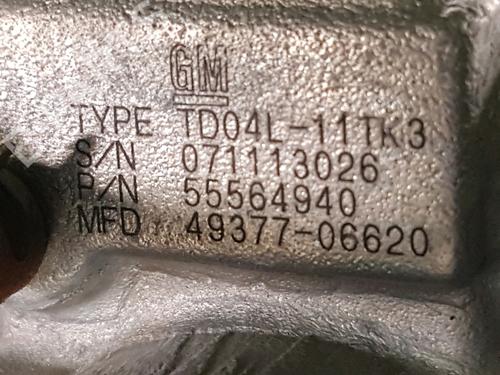 GM
TYPE TD04L-11TK3
S/N 071113026
P/N 55564940
MFD 49377-06620